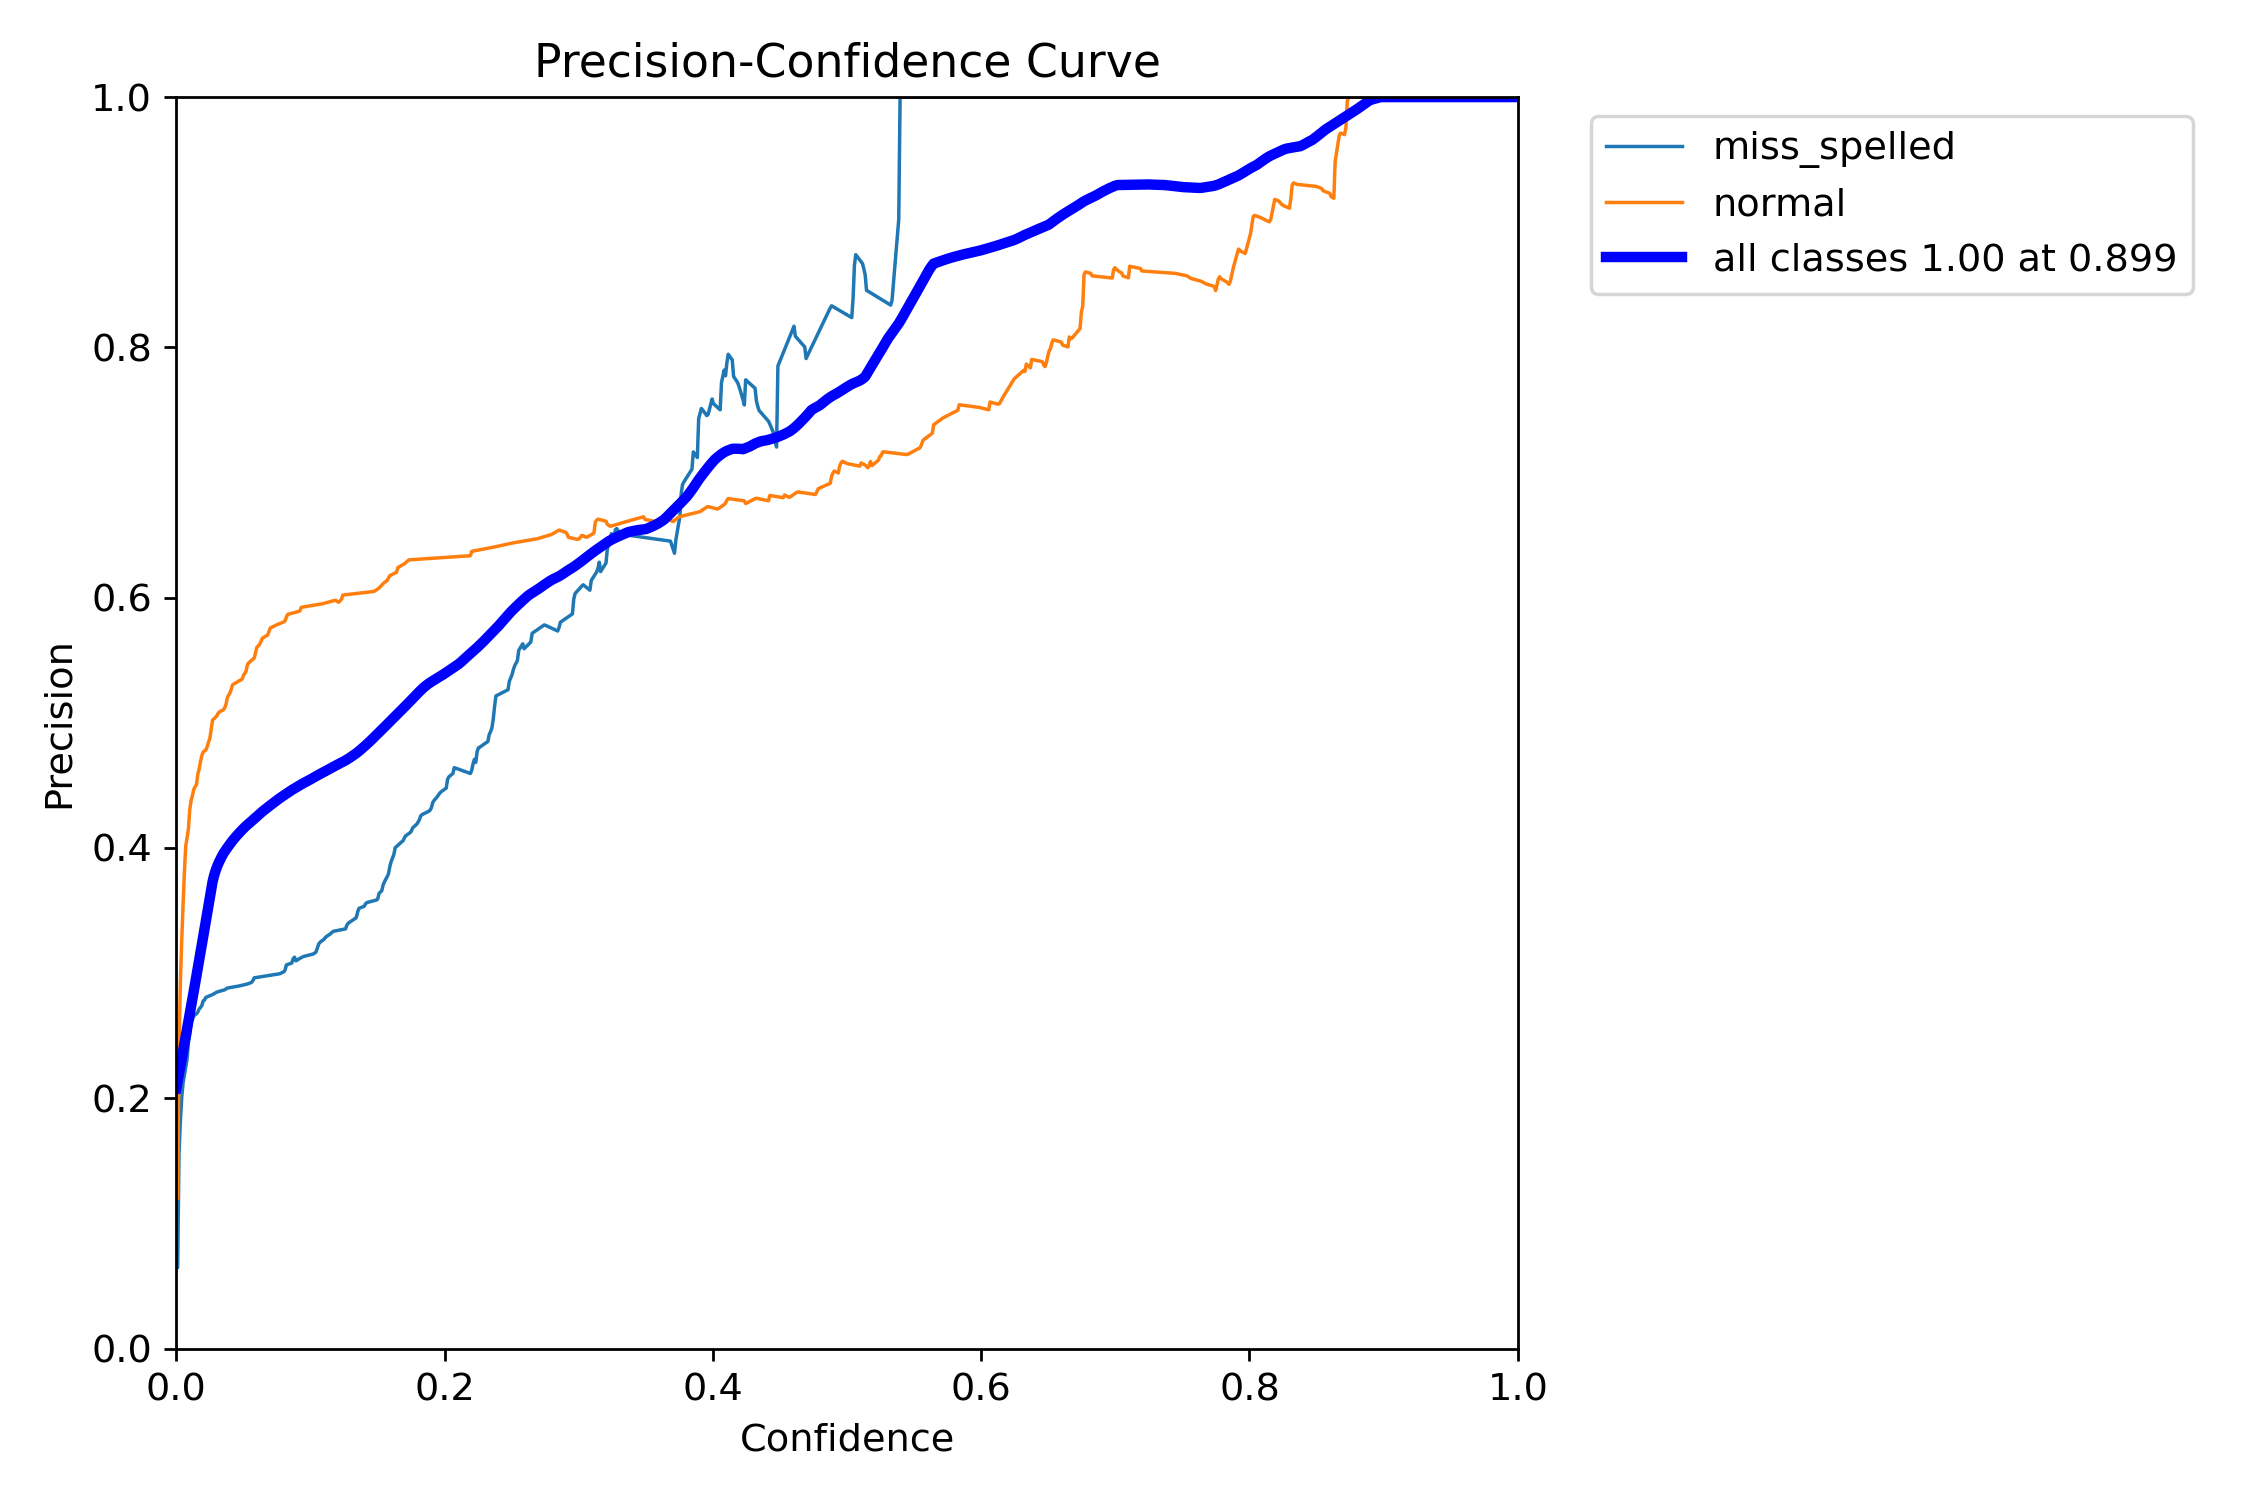 Precision-Confidence Curve
1.0
0.8
0.6
0.4
0.2
0.0
Precision
0.0 0.2 0.4 0.6 0.8 1.0
Confidence
miss_spelled
normal
all classes 1.00 at 0.899